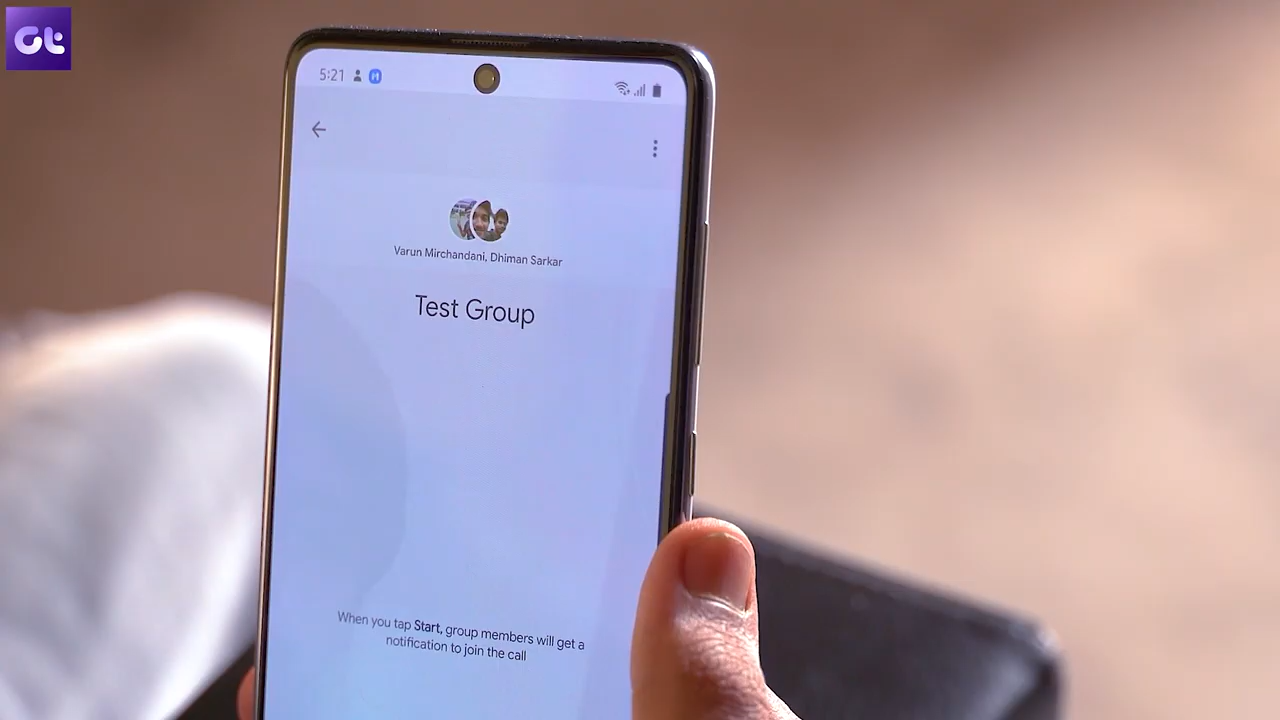 Gt
5:21
Varun Mirchandani, Dhiman Sarkar
Test Group
When you tap Start, group members will get a
notification to join the call